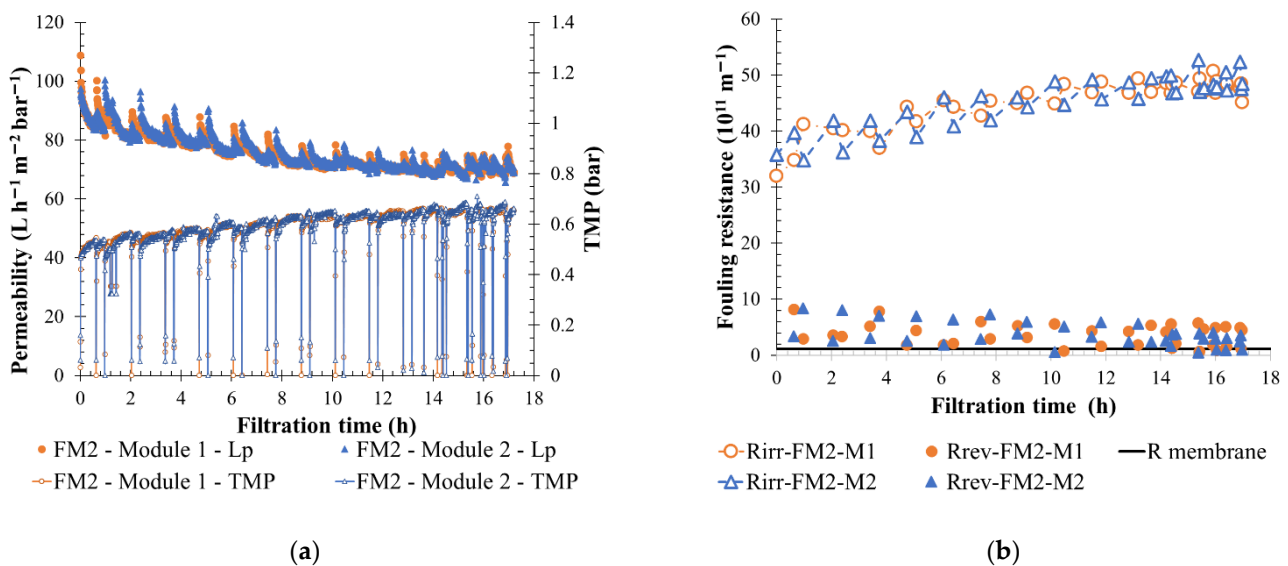 Permeability (L h⁻¹ m⁻² bar⁻¹)
120
100
80
60
40
20
0
1.4
1.2
1
0.8
0.6
0.4
0.2
0
TMP (bar)
0 2 4 6 8 10 12 14 16 18
Filtration time (h)
FM2 - Module 1 - Lp FM2 - Module 2 - Lp
FM2 - Module 1 - TMP FM2 - Module 2 - TMP
(a)
Fouling resistance (10¹¹ m⁻¹)
60
50
40
30
20
10
0
0 2 4 6 8 10 12 14 16 18
Filtration time (h)
Rirr-FM2-M1 Rrev-FM2-M1 R membrane
Rirr-FM2-M2 Rrev-FM2-M2
(b)